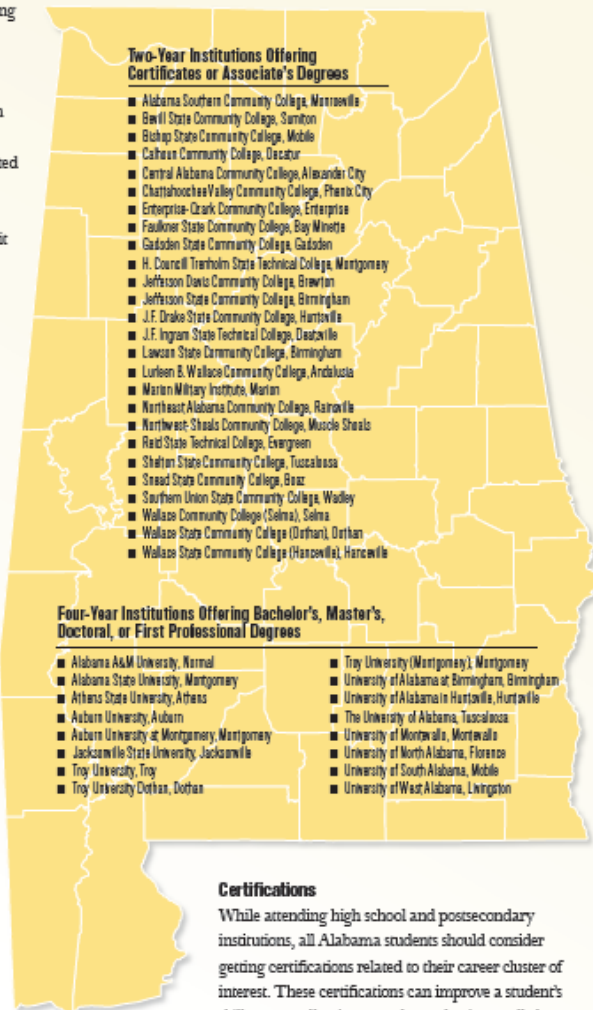 ng
n
ted
it
Two-Year Institutions Offering
Certificates or Associate's Degrees
■ Alabama Southern Community College, Monroeville
■ Bevill State Community College, Sumiton
■ Bishop State Community College, Mobile
■ Calhoun Community College, Decatur
■ Central Alabama Community College, Alexander City
■ Chattahoochee Valley Community College, Phenix City
■ Enterprise-Ozark Community College, Enterprise
■ Faulkner State Community College, Bay Minette
■ Gadsden State Community College, Gadsden
■ H. Councill Trenholm State Technical College, Montgomery
■ Jefferson Davis Community College, Brewton
■ Jefferson State Community College, Birmingham
■ J.F. Drake State Community College, Huntsville
■ J.F. Ingram State Technical College, Deatsville
■ Lawson State Community College, Birmingham
■ Lurleen B. Wallace Community College, Andalusia
■ Marion Military Institute, Marion
■ Northeast Alabama Community College, Rainsville
■ Northwest-Shoals Community College, Muscle Shoals
■ Reid State Technical College, Evergreen
■ Shelton State Community College, Tuscaloosa
■ Snead State Community College, Boaz
■ Southern Union State Community College, Wadley
■ Wallace Community College (Selma), Selma
■ Wallace State Community College (Dothan), Dothan
■ Wallace State Community College (Hanceville), Hanceville
Four-Year Institutions Offering Bachelor's, Master's,
Doctoral, or First Professional Degrees
■ Alabama A&M University, Normal
■ Alabama State University, Montgomery
■ Athens State University, Athens
■ Auburn University, Auburn
■ Auburn University at Montgomery, Montgomery
■ Jacksonville State University, Jacksonville
■ Troy University, Troy
■ Troy University Dothan, Dothan
■ Troy University (Montgomery), Montgomery
■ University of Alabama at Birmingham, Birmingham
■ University of Alabama in Huntsville, Huntsville
■ The University of Alabama, Tuscaloosa
■ University of Montevallo, Montevallo
■ University of North Alabama, Florence
■ University of South Alabama, Mobile
■ University of West Alabama, Livingston
Certifications
While attending high school and postsecondary
institutions, all Alabama students should consider
getting certifications related to their career cluster of
interest. These certifications can improve a student's